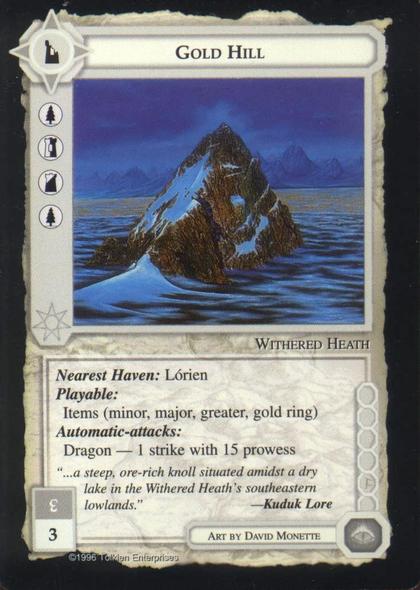 GOLD HILL
WITHERED HEATH
Nearest Haven: Lórien
Playable:
Items (minor, major, greater, gold ring)
Automatic-attacks:
Dragon — 1 strike with 15 prowess
“...a steep, ore-rich knoll situated amidst a dry
lake in the Withered Heath’s southeastern
lowlands.” —Kuduk Lore
3
3
ART BY DAVID MONETTE
©1996 Tolkien Enterprises